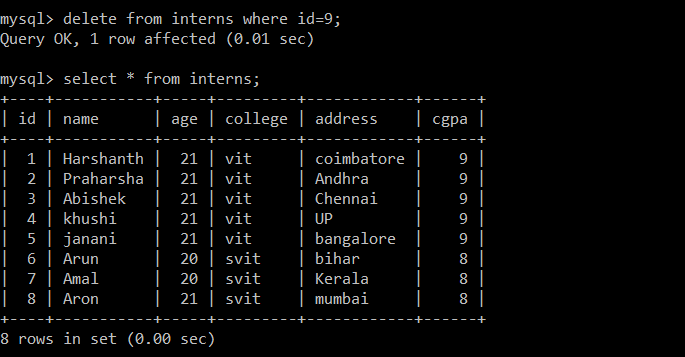 mysql> delete from interns where id=9;
Query OK, 1 row affected (0.01 sec)
mysql> select * from interns;
+----+-----------+-----+---------+------------+------+
| id | name      | age | college | address    | cgpa |
+----+-----------+-----+---------+------------+------+
|  1 | Harshanth |  21 | vit     | coimbatore |    9 |
|  2 | Praharsha |  21 | vit     | Andhra     |    9 |
|  3 | Abishek   |  21 | vit     | Chennai    |    9 |
|  4 | khushi    |  21 | vit     | UP         |    9 |
|  5 | janani    |  21 | vit     | bangalore  |    9 |
|  6 | Arun      |  20 | svit    | bihar      |    8 |
|  7 | Amal      |  20 | svit    | Kerala     |    8 |
|  8 | Aron      |  21 | svit    | mumbai     |    8 |
+----+-----------+-----+---------+------------+------+
8 rows in set (0.00 sec)